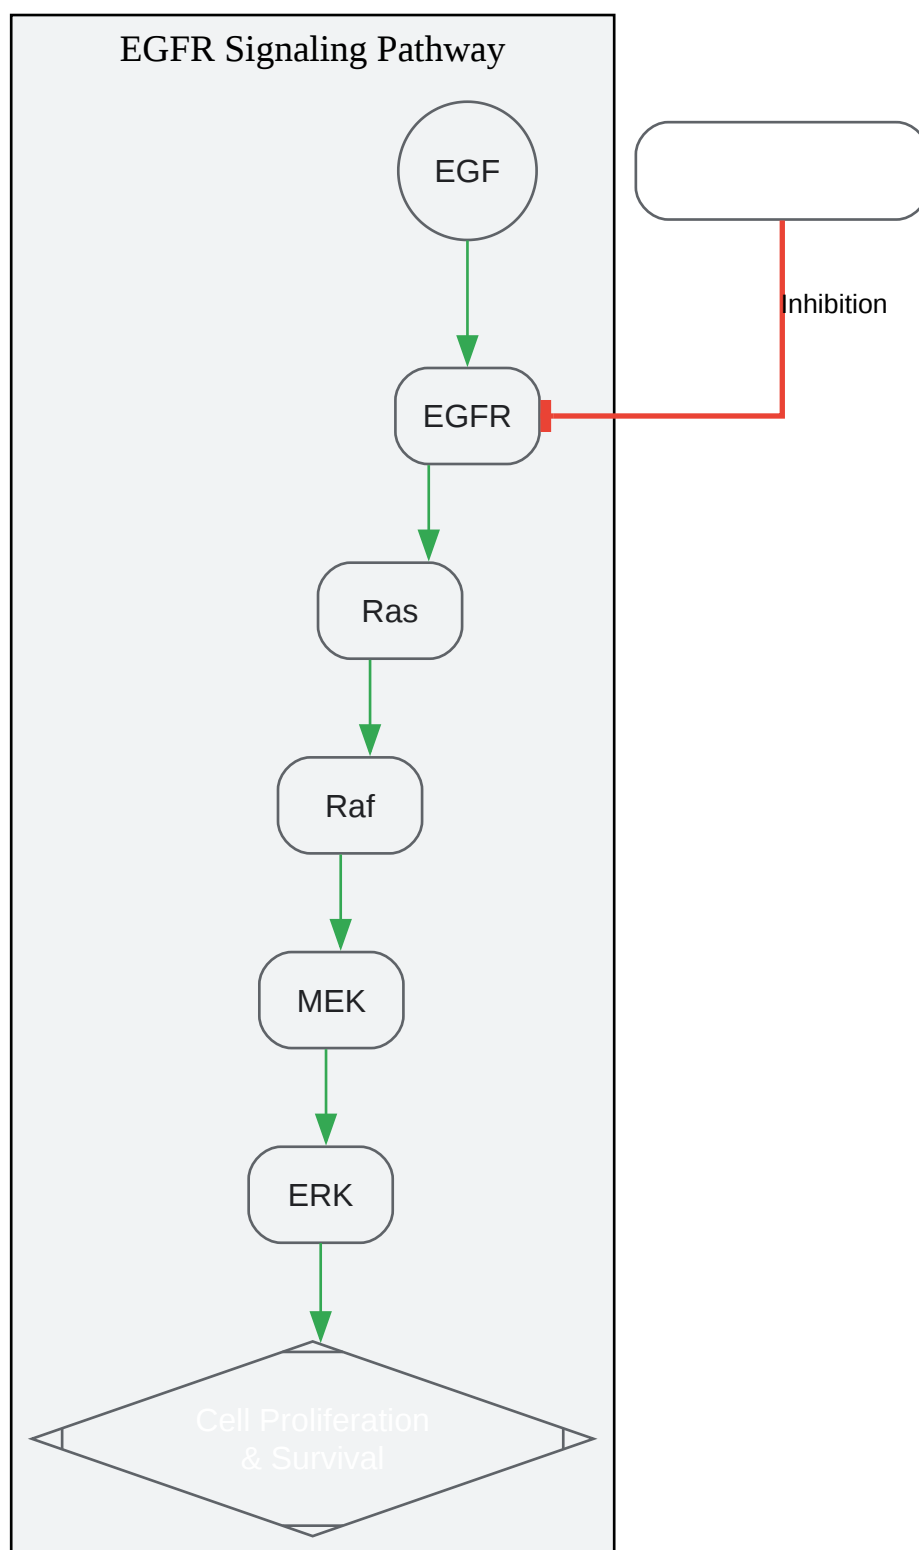 EGFR Signaling Pathway
EGF
Inhibition
EGFR
Ras
Raf
MEK
ERK
Cell Proliferation
& Survival